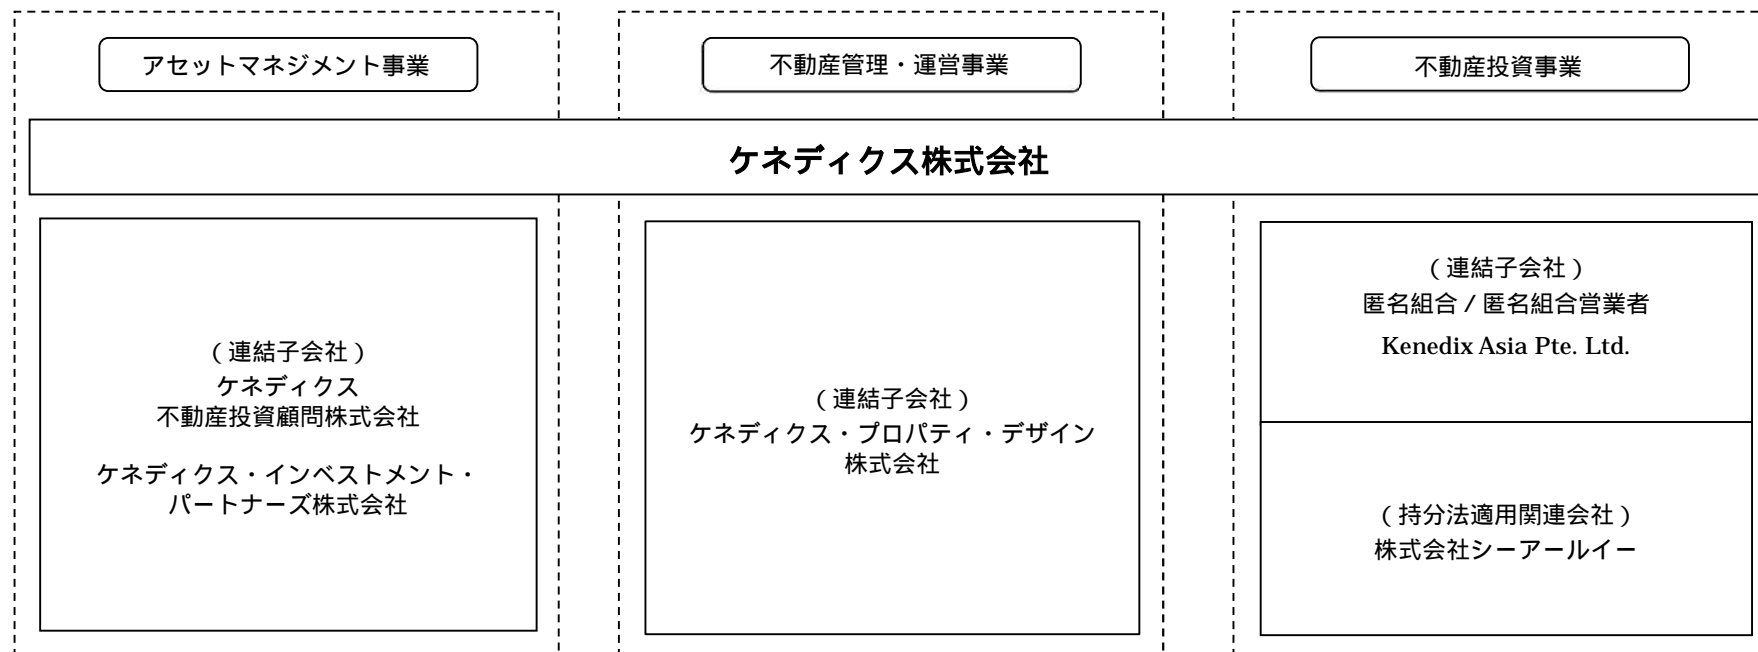 アセットマネジメント事業
不動産管理・運営事業
不動産投資事業
ケネディクス株式会社
(連結子会社)
ケネディクス
不動産投資顧問株式会社
ケネディクス・インベストメント・
パートナーズ株式会社
(連結子会社)
ケネディクス・プロパティ・デザイン
株式会社
(連結子会社)
匿名組合/匿名組合営業者
Kenedix Asia Pte. Ltd.
(持分法適用関連会社)
株式会社シーアールイー